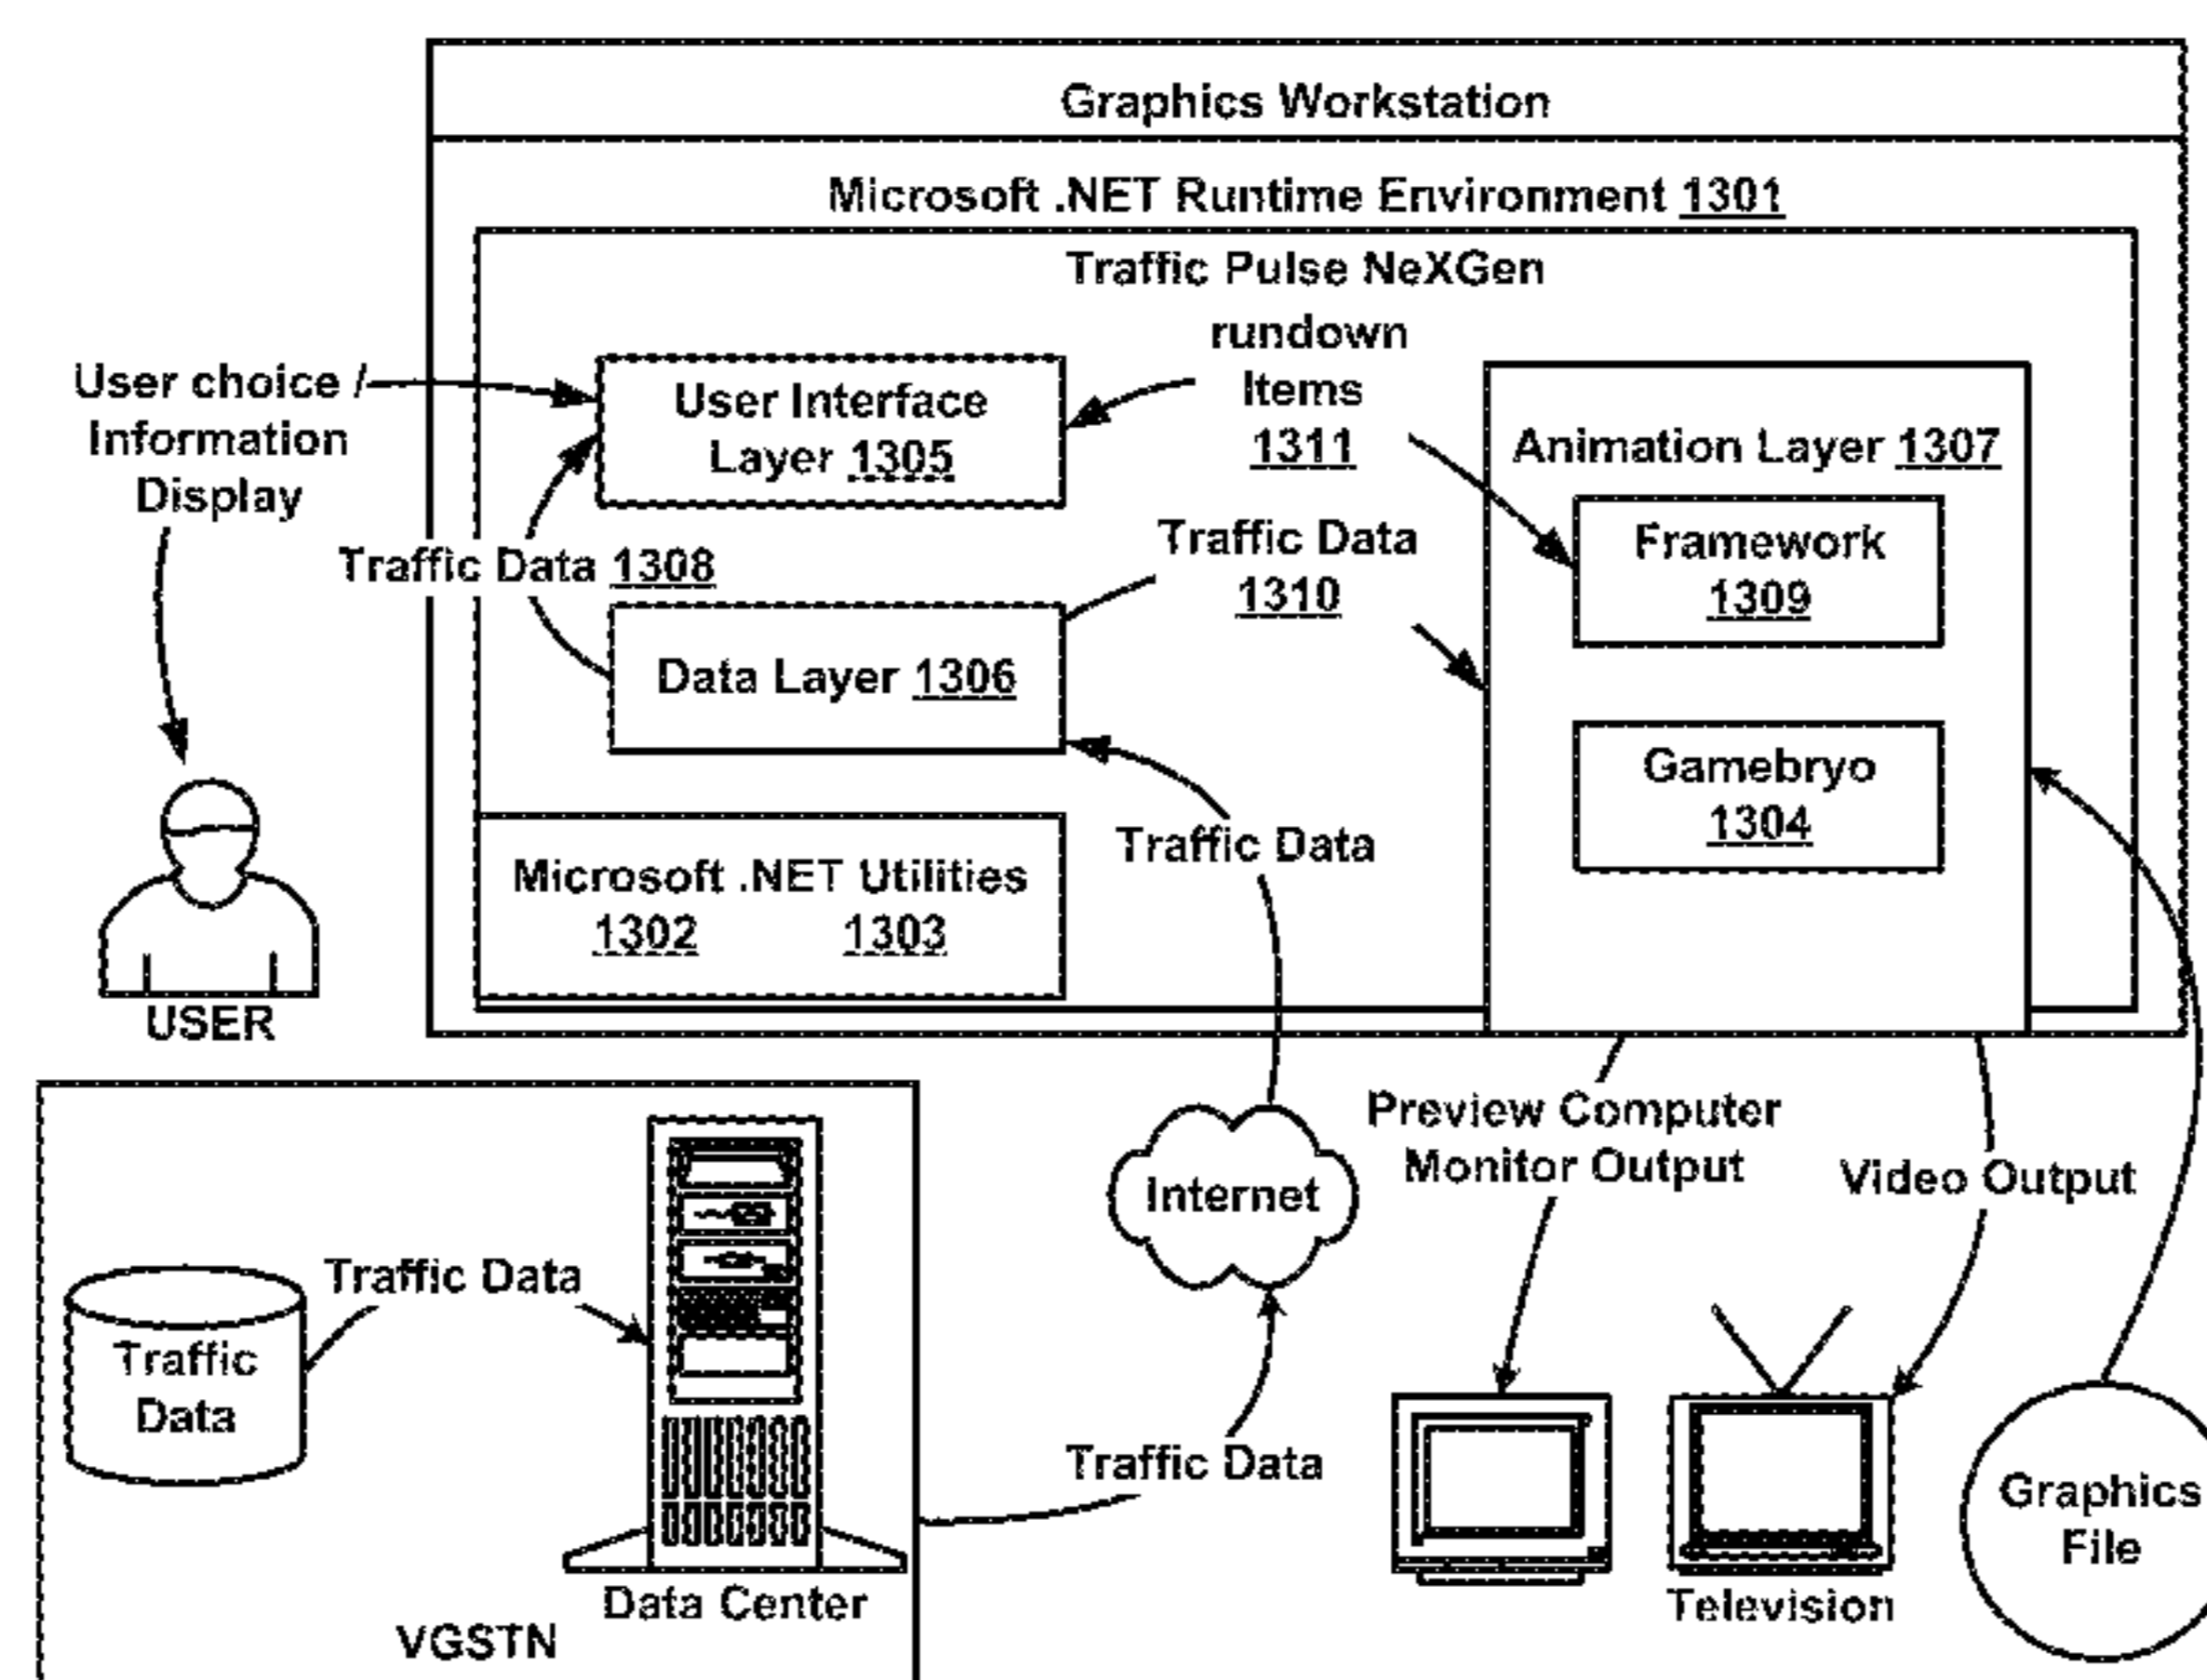 Graphics Workstation
Microsoft .NET Runtime Environment 1301
Traffic Pulse NeXGen
rundown
Items
1311
User choice /
Information
Display
User Interface
Layer 1305
Animation Layer 1307
Framework
1309
Traffic Data
1310
Traffic Data 1308
Data Layer 1306
Gamebryo
1304
Traffic Data
Microsoft .NET Utilities
1302 1303
USER
Preview Computer
Monitor Output
Video Output
Internet
Traffic Data
Traffic
Data
Traffic Data
Data Center
VGSTN
Television
Graphics
File